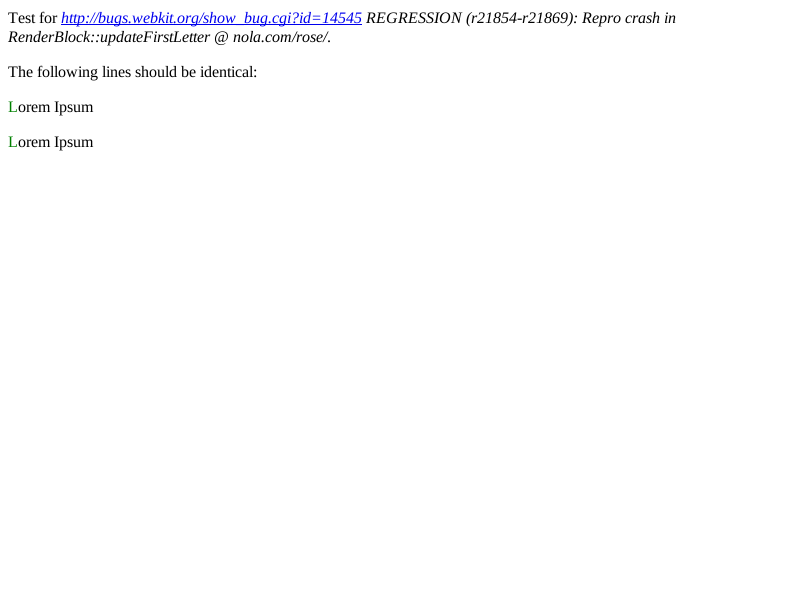 Test for http://bugs.webkit.org/show_bug.cgi?id=14545 REGRESSION (r21854-r21869): Repro crash in
RenderBlock::updateFirstLetter @ nola.com/rose/.
The following lines should be identical:
Lorem Ipsum
Lorem Ipsum